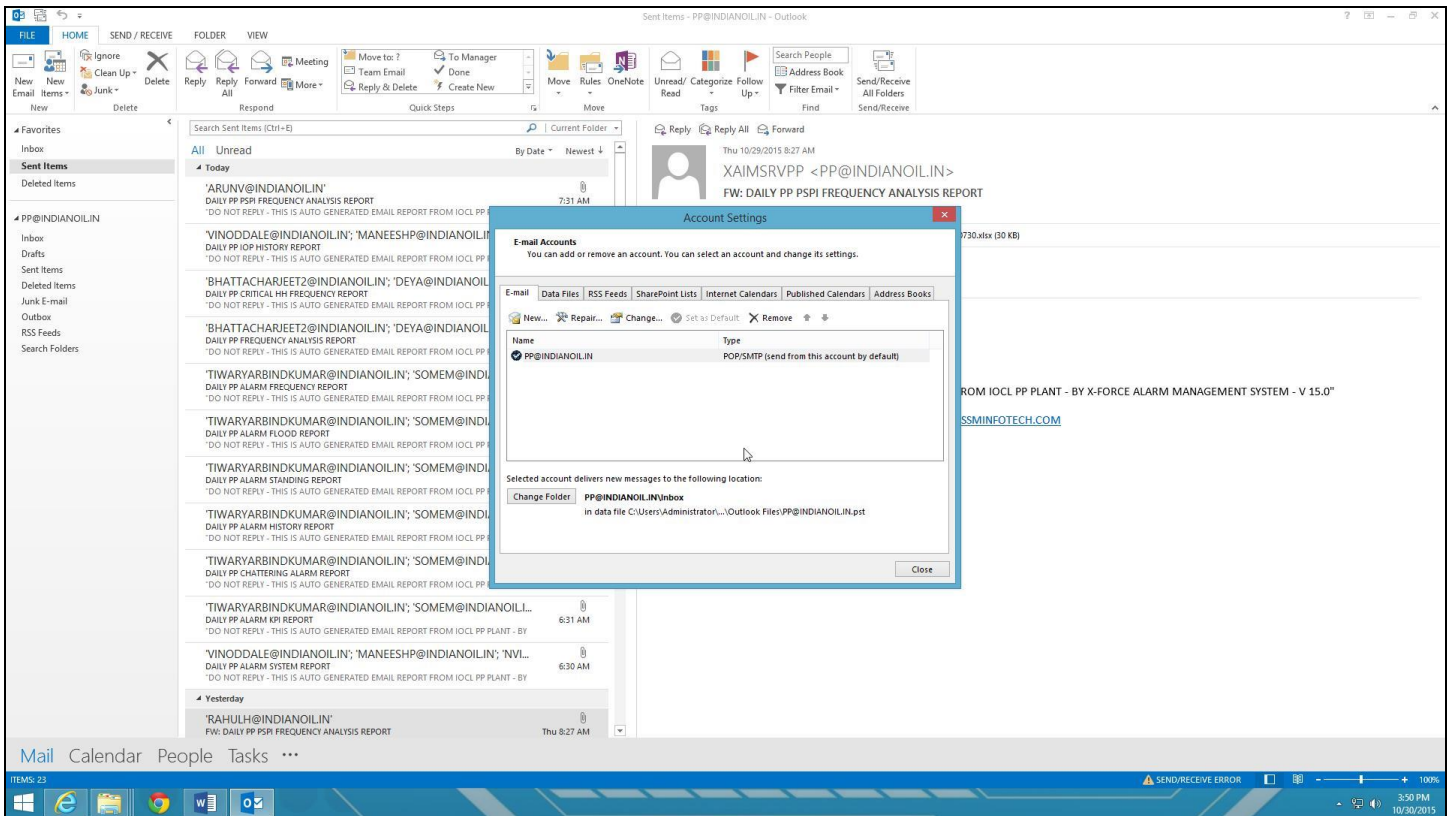 Sent Items - PP@INDIANOIL.IN - Outlook
FILE HOME SEND / RECEIVE FOLDER VIEW
New Email
New Items
Ignore
Clean Up
Junk
Delete
Reply
Reply All
Forward
Meeting
More
Move to: ?
Team Email
Reply & Delete
To Manager
Done
Create New
Move
Rules
OneNote
Unread/ Read
Categorize
Follow Up
Search People
Address Book
Filter Email
Send/Receive All Folders
New Delete Respond Quick Steps Move Tags Find Send/Receive
Favorites
Inbox
Sent Items
Deleted Items
PP@INDIANOIL.IN
Inbox
Drafts
Sent Items
Deleted Items
Junk E-mail
Outbox
RSS Feeds
Search Folders
Search Sent Items (Ctrl+E) Current Folder
All Unread By Date Newest ↓
Today
'ARUNV@INDIANOIL.IN'
DAILY PP PSPI FREQUENCY ANALYSIS REPORT 7:31 AM
"DO NOT REPLY - THIS IS AUTO GENERATED EMAIL REPORT FROM IOCL PP
'VINODDALE@INDIANOIL.IN'; 'MANEESHP@INDIANOIL.IN
DAILY PP IOP HISTORY REPORT
"DO NOT REPLY - THIS IS AUTO GENERATED EMAIL REPORT FROM IOCL PP
'BHATTACHARJEET2@INDIANOIL.IN'; 'DEYA@INDIANOIL
DAILY PP CRITICAL HH FREQUENCY REPORT
"DO NOT REPLY - THIS IS AUTO GENERATED EMAIL REPORT FROM IOCL PP
'BHATTACHARJEET2@INDIANOIL.IN'; 'DEYA@INDIANOIL
DAILY PP FREQUENCY ANALYSIS REPORT
"DO NOT REPLY - THIS IS AUTO GENERATED EMAIL REPORT FROM IOCL PP
'TIWARYARBINDKUMAR@INDIANOIL.IN'; 'SOMEM@INDI
DAILY PP ALARM FREQUENCY REPORT
"DO NOT REPLY - THIS IS AUTO GENERATED EMAIL REPORT FROM IOCL PP
'TIWARYARBINDKUMAR@INDIANOIL.IN'; 'SOMEM@INDI
DAILY PP ALARM FLOOD REPORT
"DO NOT REPLY - THIS IS AUTO GENERATED EMAIL REPORT FROM IOCL PP
'TIWARYARBINDKUMAR@INDIANOIL.IN'; 'SOMEM@INDI
DAILY PP ALARM STANDING REPORT
"DO NOT REPLY - THIS IS AUTO GENERATED EMAIL REPORT FROM IOCL PP
'TIWARYARBINDKUMAR@INDIANOIL.IN'; 'SOMEM@INDI
DAILY PP ALARM HISTORY REPORT
"DO NOT REPLY - THIS IS AUTO GENERATED EMAIL REPORT FROM IOCL PP
'TIWARYARBINDKUMAR@INDIANOIL.IN'; 'SOMEM@INDI
DAILY PP CHATTERING ALARM REPORT
"DO NOT REPLY - THIS IS AUTO GENERATED EMAIL REPORT FROM IOCL PP
'TIWARYARBINDKUMAR@INDIANOIL.IN'; 'SOMEM@INDIANOIL.I...
DAILY PP ALARM KPI REPORT 6:31 AM
"DO NOT REPLY - THIS IS AUTO GENERATED EMAIL REPORT FROM IOCL PP PLANT - BY
'VINODDALE@INDIANOIL.IN'; 'MANEESHP@INDIANOIL.IN'; 'NVI...
DAILY PP ALARM SYSTEM REPORT 6:30 AM
"DO NOT REPLY - THIS IS AUTO GENERATED EMAIL REPORT FROM IOCL PP PLANT - BY
Yesterday
'RAHULH@INDIANOIL.IN'
FW: DAILY PP PSPI FREQUENCY ANALYSIS REPORT Thu 8:27 AM
Reply Reply All Forward
Thu 10/29/2015 8:27 AM
XAIMSRVPP <PP@INDIANOIL.IN>
FW: DAILY PP PSPI FREQUENCY ANALYSIS REPORT
0730.xlsx (30 KB)
ROM IOCL PP PLANT - BY X-FORCE ALARM MANAGEMENT SYSTEM - V 15.0"
SSMINFOTECH.COM
Account Settings
E-mail Accounts
You can add or remove an account. You can select an account and change its settings.
E-mail Data Files RSS Feeds SharePoint Lists Internet Calendars Published Calendars Address Books
New... Repair... Change... Set as Default Remove
Name Type
PP@INDIANOIL.IN POP/SMTP (send from this account by default)
Selected account delivers new messages to the following location:
Change Folder PP@INDIANOIL.IN\Inbox
in data file C:\Users\Administrator\...\Outlook Files\PP@INDIANOIL.IN.pst
Close
Mail Calendar People Tasks ...
ITEMS: 23 SEND/RECEIVE ERROR 100%
3:50 PM
10/30/2015